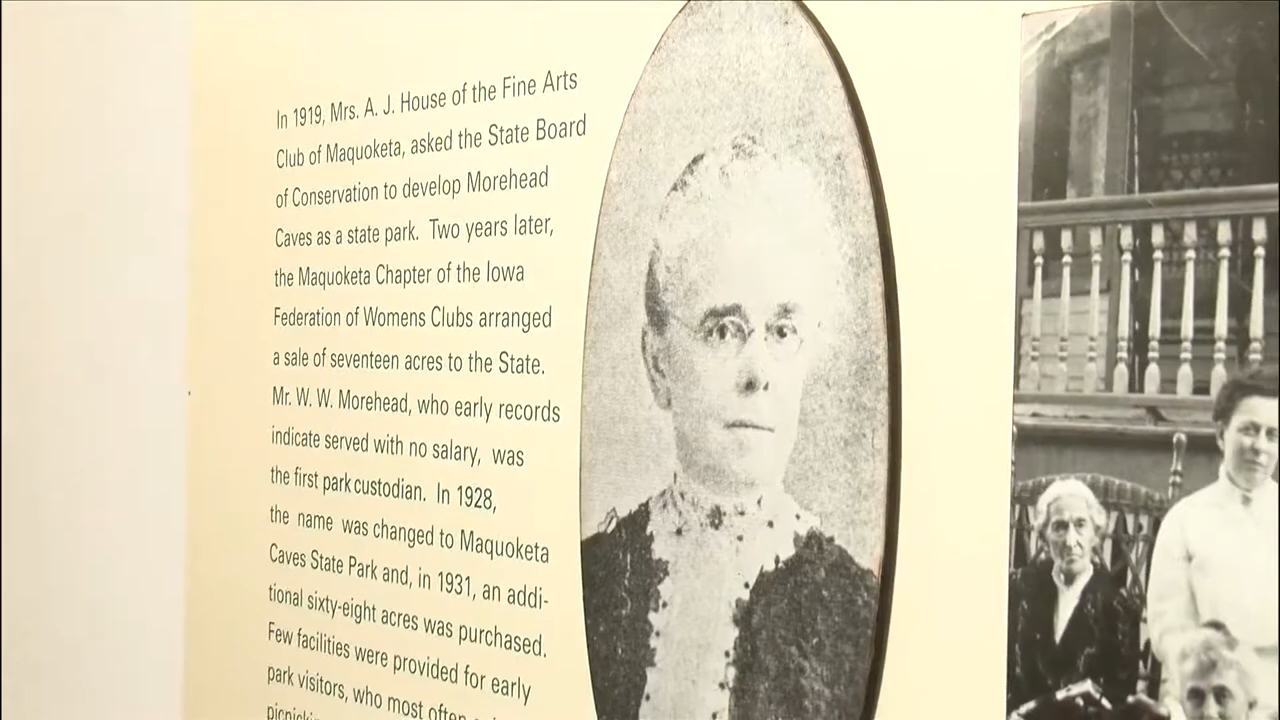 In 1919, Mrs. A. J. House of the Fine Arts
Club of Maquoketa, asked the State Board
of Conservation to develop Morehead
Caves as a state park. Two years later,
the Maquoketa Chapter of the Iowa
Federation of Womens Clubs arranged
a sale of seventeen acres to the State.
Mr. W. W. Morehead, who early records
indicate served with no salary, was
the first park custodian. In 1928,
the name was changed to Maquoketa
Caves State Park and, in 1931, an addi-
tional sixty-eight acres was purchased.
Few facilities were provided for early
park visitors, who most often